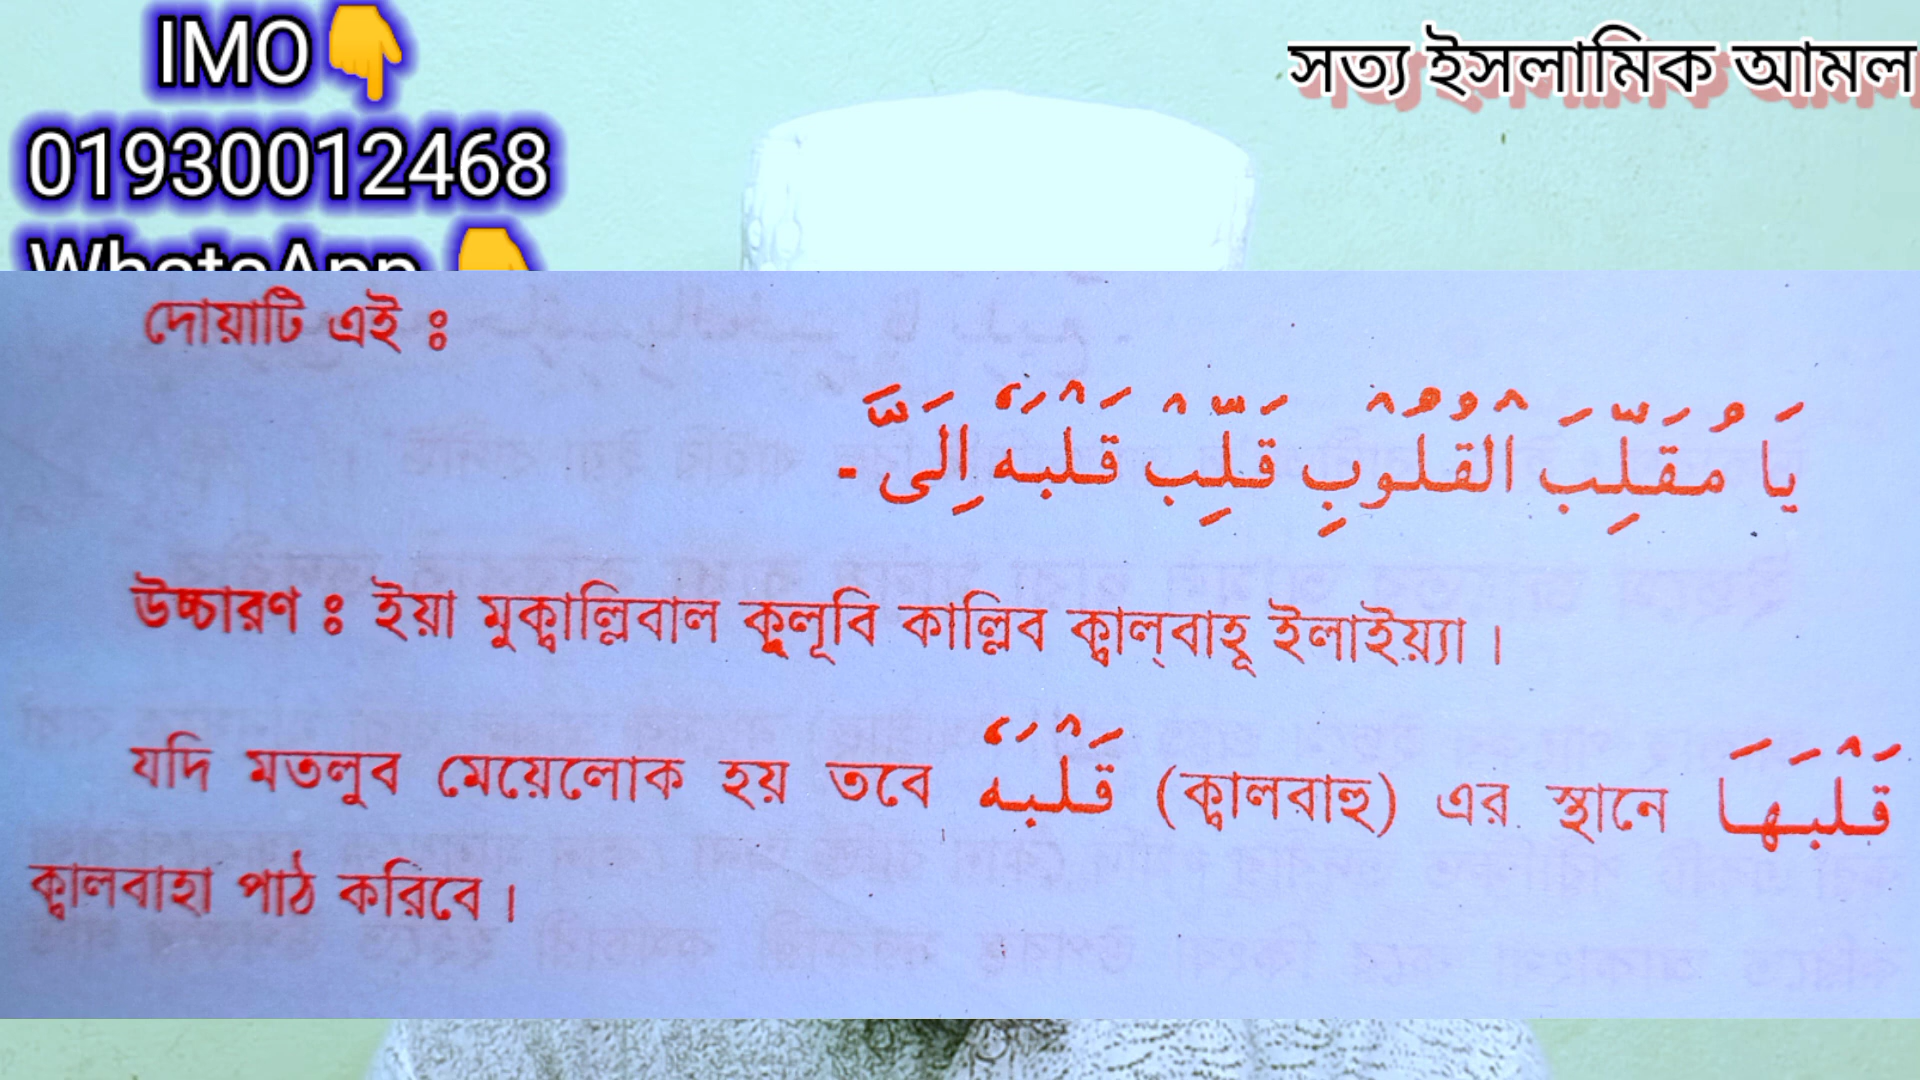 IMO👇
01930012468
WhatsApp 👇
সত্য ইসলামিক আমল
দোয়াটি এই ঃ
يَا مُقَلِّبَ الْقُلُوْبِ قَلِّبْ قَلْبَهٗ اِلَىَّ -
উচ্চারণ ঃ ইয়া মুক্বাল্লিবাল কুলূবি কাল্লিব ক্বাল্‌বাহূ ইলাইয়্যা ।
যদি মতলুব মেয়েলোক হয় তবে قَلْبَهٗ (ক্বালবাহু) এর স্থানে قَلْبَهَا
ক্বালবাহা পাঠ করিবে ।